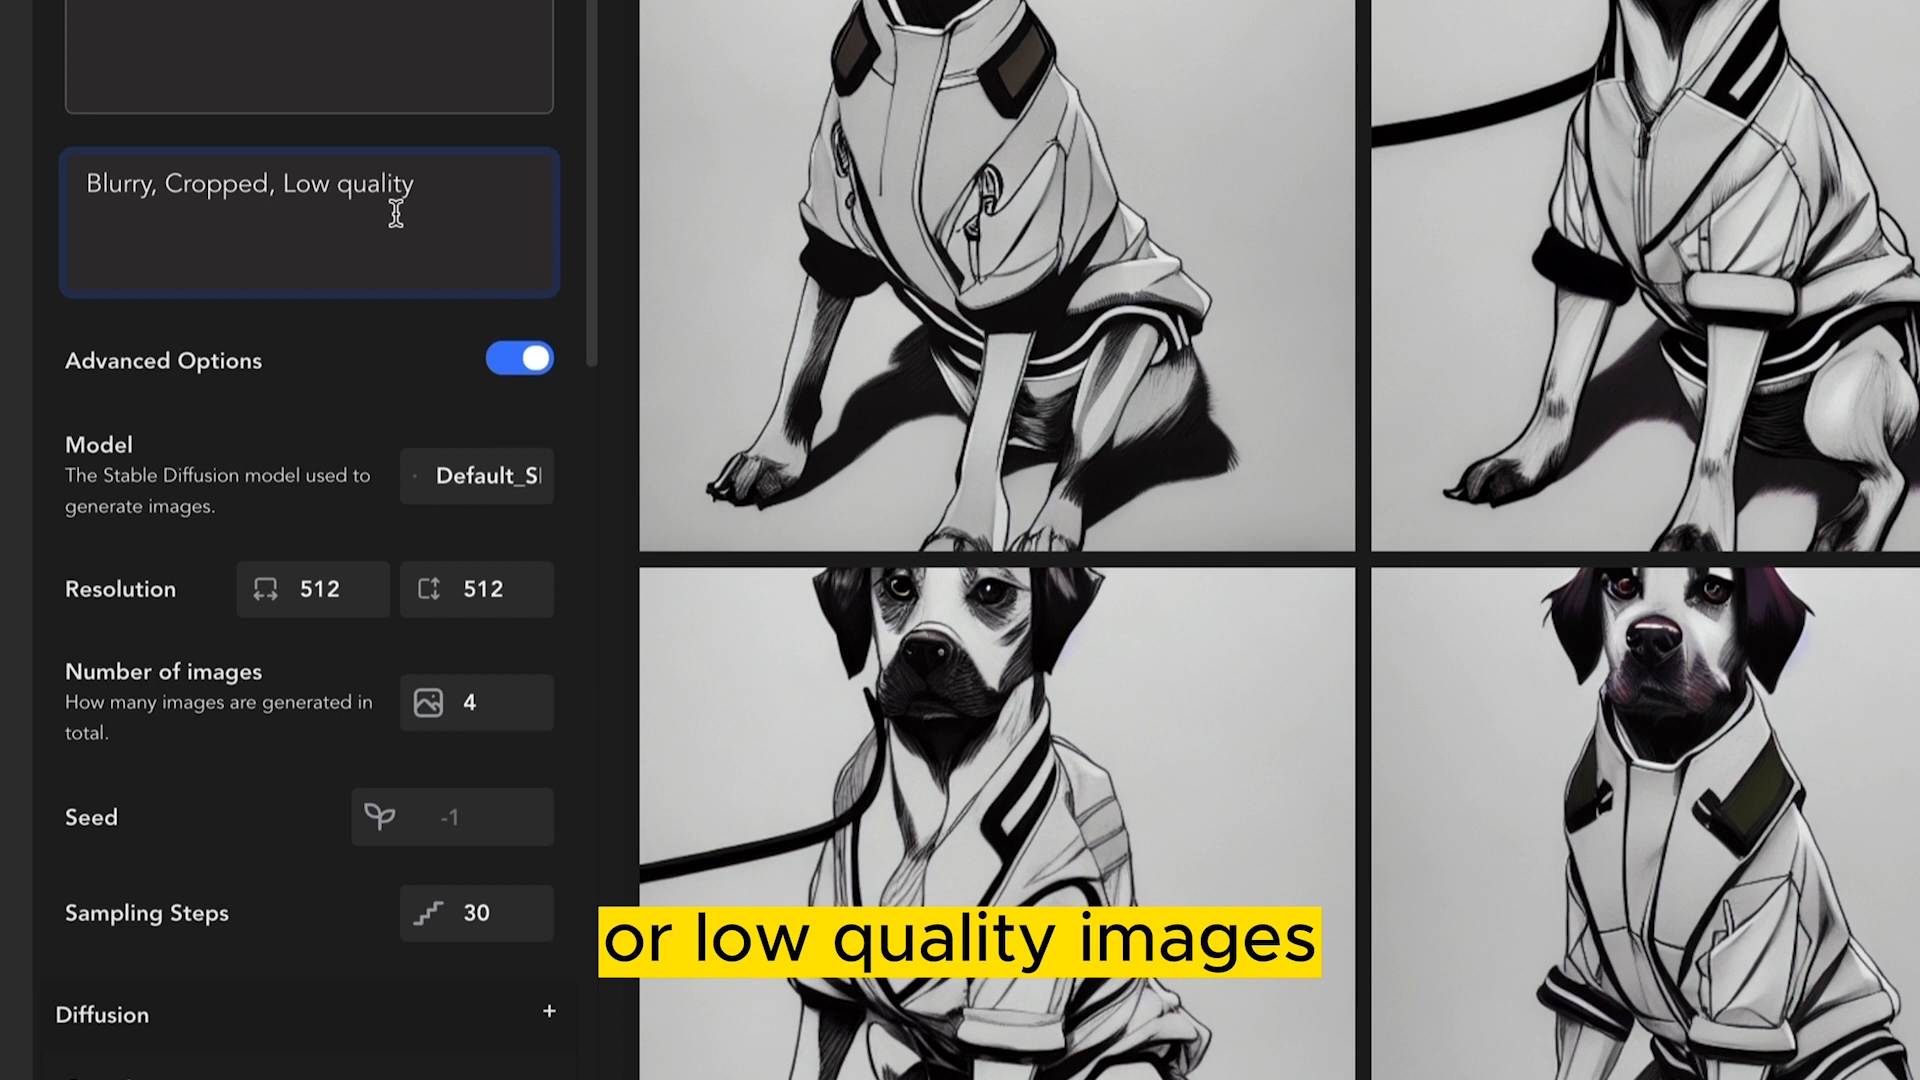 Blurry, Cropped, Low quality
Advanced Options
Model
The Stable Diffusion model used to
generate images.
Default_S
Resolution
512
512
Number of images
How many images are generated in
total.
4
Seed
-1
Sampling Steps
30
or low quality images
Diffusion
+